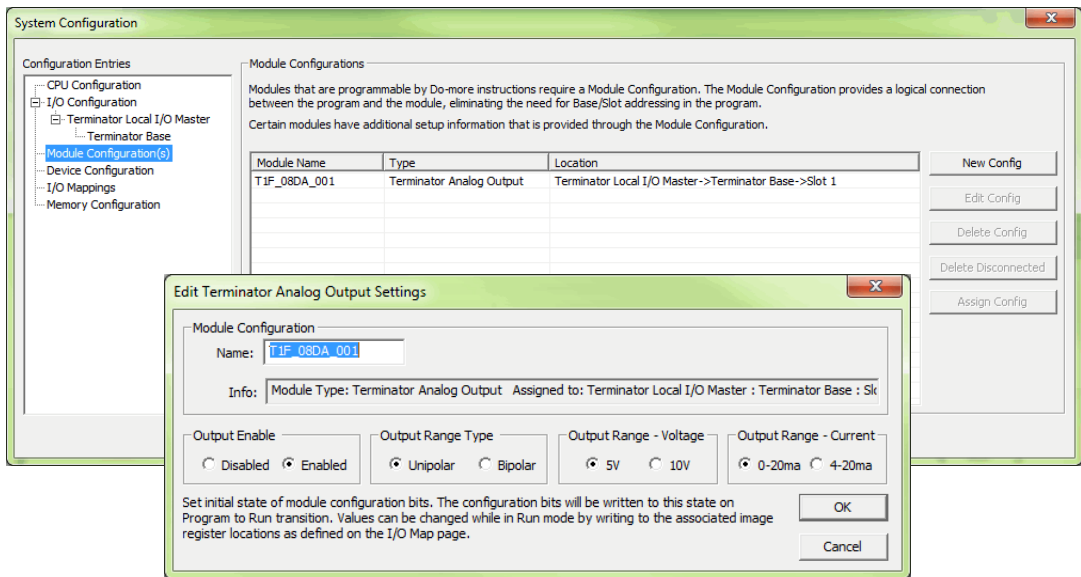 System Configuration
Configuration Entries
CPU Configuration
I/O Configuration
Terminator Local I/O Master
Terminator Base
Module Configuration(s)
Device Configuration
I/O Mappings
Memory Configuration
Module Configurations
Modules that are programmable by Do-more instructions require a Module Configuration. The Module Configuration provides a logical connection
between the program and the module, eliminating the need for Base/Slot addressing in the program.
Certain modules have additional setup information that is provided through the Module Configuration.
Module Name Type Location
T1F_08DA_001 Terminator Analog Output Terminator Local I/O Master->Terminator Base->Slot 1
New Config
Edit Config
Delete Config
Delete Disconnected
Assign Config
Edit Terminator Analog Output Settings
Module Configuration
Name: T1F_08DA_001
Info: Module Type: Terminator Analog Output Assigned to: Terminator Local I/O Master : Terminator Base :
Output Enable Output Range Type Output Range - Voltage Output Range - Current
Disabled Enabled Unipolar Bipolar 5V 10V 0-20ma 4-20ma
Set initial state of module configuration bits. The configuration bits will be written to this state on
Program to Run transition. Values can be changed while in Run mode by writing to the associated image
register locations as defined on the I/O Map page.
OK
Cancel